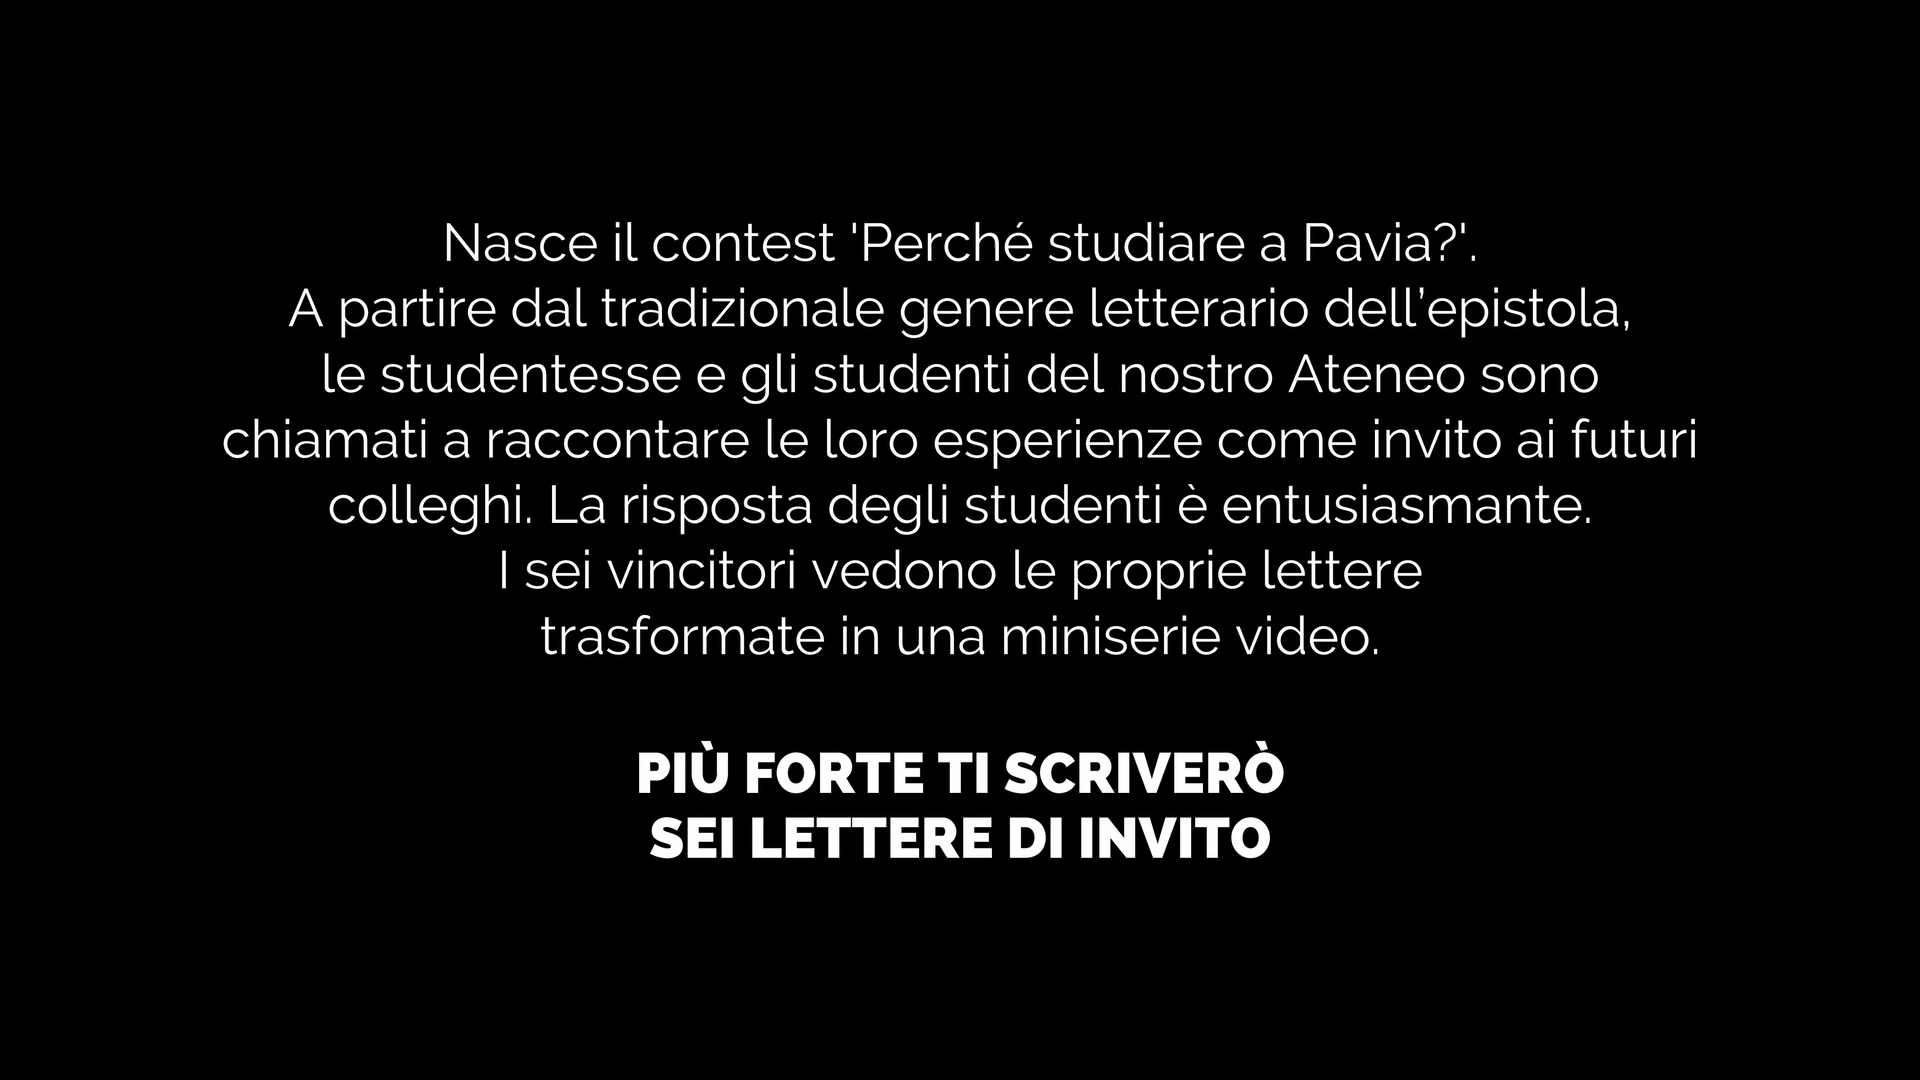 Nasce il contest 'Perché studiare a Pavia?'.
A partire dal tradizionale genere letterario dell’epistola,
le studentesse e gli studenti del nostro Ateneo sono
chiamati a raccontare le loro esperienze come invito ai futuri
colleghi. La risposta degli studenti è entusiasmante.
I sei vincitori vedono le proprie lettere
trasformate in una miniserie video.
PIÙ FORTE TI SCRIVERÒ
SEI LETTERE DI INVITO